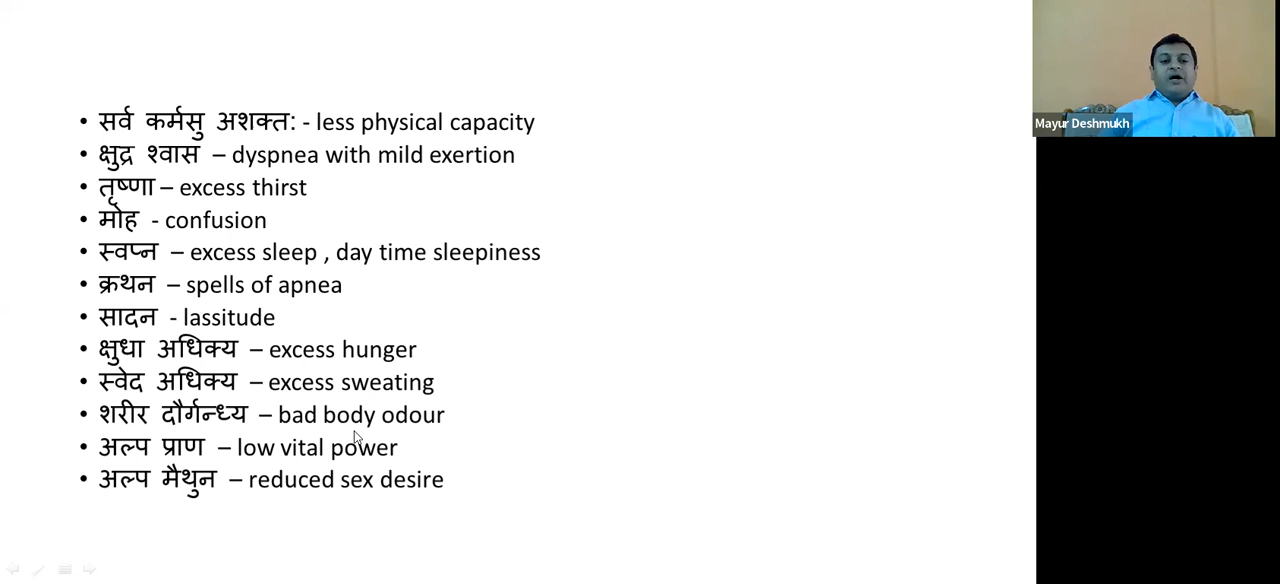 • सर्व कर्मसु अशक्त: - less physical capacity
• क्षुद्र श्वास – dyspnea with mild exertion
• तृष्णा – excess thirst
• मोह - confusion
• स्वप्न – excess sleep , day time sleepiness
• क्रथन – spells of apnea
• सादन - lassitude
• क्षुधा अधिक्य – excess hunger
• स्वेद अधिक्य – excess sweating
• शरीर दौर्गन्ध्य – bad body odour
• अल्प प्राण – low vital power
• अल्प मैथुन – reduced sex desire
Mayur Deshmukh